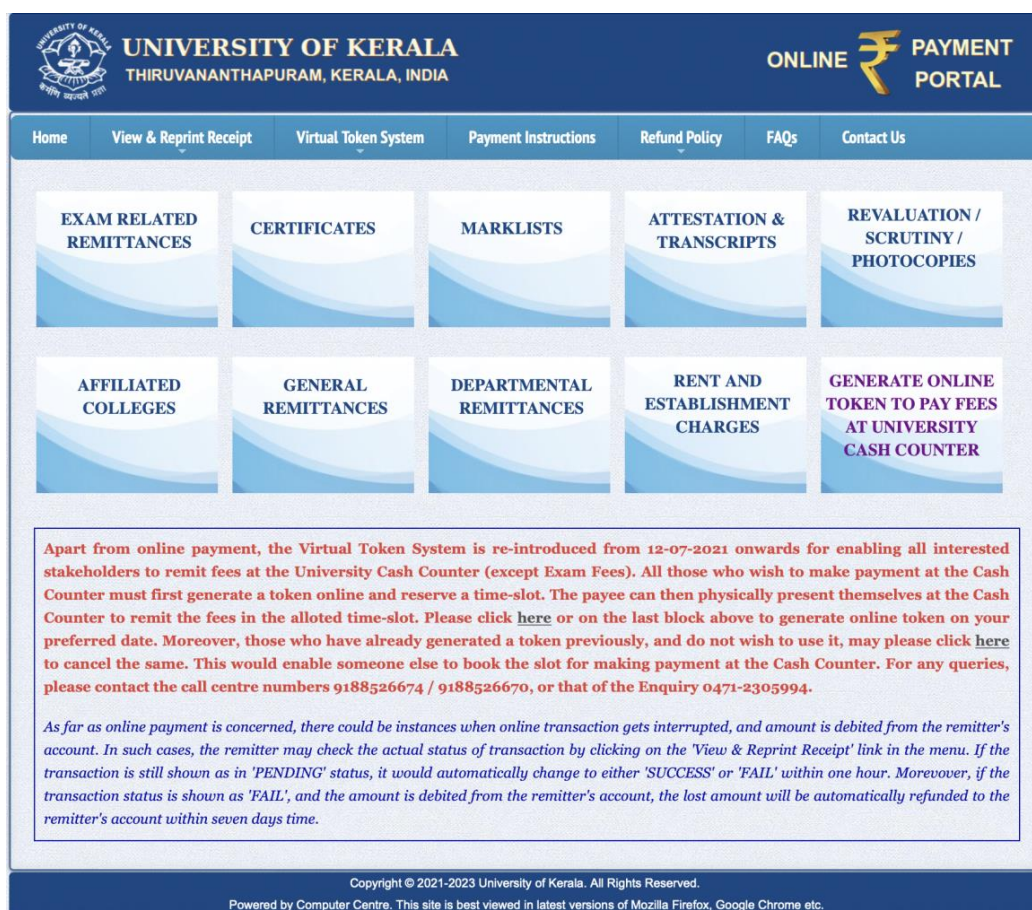 UNIVERSITY OF KERALA
THIRUVANANTHAPURAM, KERALA, INDIA
ONLINE ₹ PAYMENT PORTAL
Home View & Reprint Receipt Virtual Token System Payment Instructions Refund Policy FAQs Contact Us
EXAM RELATED
REMITTANCES
CERTIFICATES
MARKLISTS
ATTESTATION &
TRANSCRIPTS
REVALUATION /
SCRUTINY /
PHOTOCOPIES
AFFILIATED
COLLEGES
GENERAL
REMITTANCES
DEPARTMENTAL
REMITTANCES
RENT AND
ESTABLISHMENT
CHARGES
GENERATE ONLINE
TOKEN TO PAY FEES
AT UNIVERSITY
CASH COUNTER
Apart from online payment, the Virtual Token System is re-introduced from 12-07-2021 onwards for enabling all interested
stakeholders to remit fees at the University Cash Counter (except Exam Fees). All those who wish to make payment at the Cash
Counter must first generate a token online and reserve a time-slot. The payee can then physically present themselves at the Cash
Counter to remit the fees in the alloted time-slot. Please click here or on the last block above to generate online token on your
preferred date. Moreover, those who have already generated a token previously, and do not wish to use it, may please click here
to cancel the same. This would enable someone else to book the slot for making payment at the Cash Counter. For any queries,
please contact the call centre numbers 9188526674 / 9188526670, or that of the Enquiry 0471-2305994.
As far as online payment is concerned, there could be instances when online transaction gets interrupted, and amount is debited from the remitter's
account. In such cases, the remitter may check the actual status of transaction by clicking on the 'View & Reprint Receipt' link in the menu. If the
transaction is still shown as in 'PENDING' status, it would automatically change to either 'SUCCESS' or 'FAIL' within one hour. Morevover, if the
transaction status is shown as 'FAIL', and the amount is debited from the remitter's account, the lost amount will be automatically refunded to the
remitter's account within seven days time.
Copyright © 2021-2023 University of Kerala. All Rights Reserved.
Powered by Computer Centre. This site is best viewed in latest versions of Mozilla Firefox, Google Chrome etc.